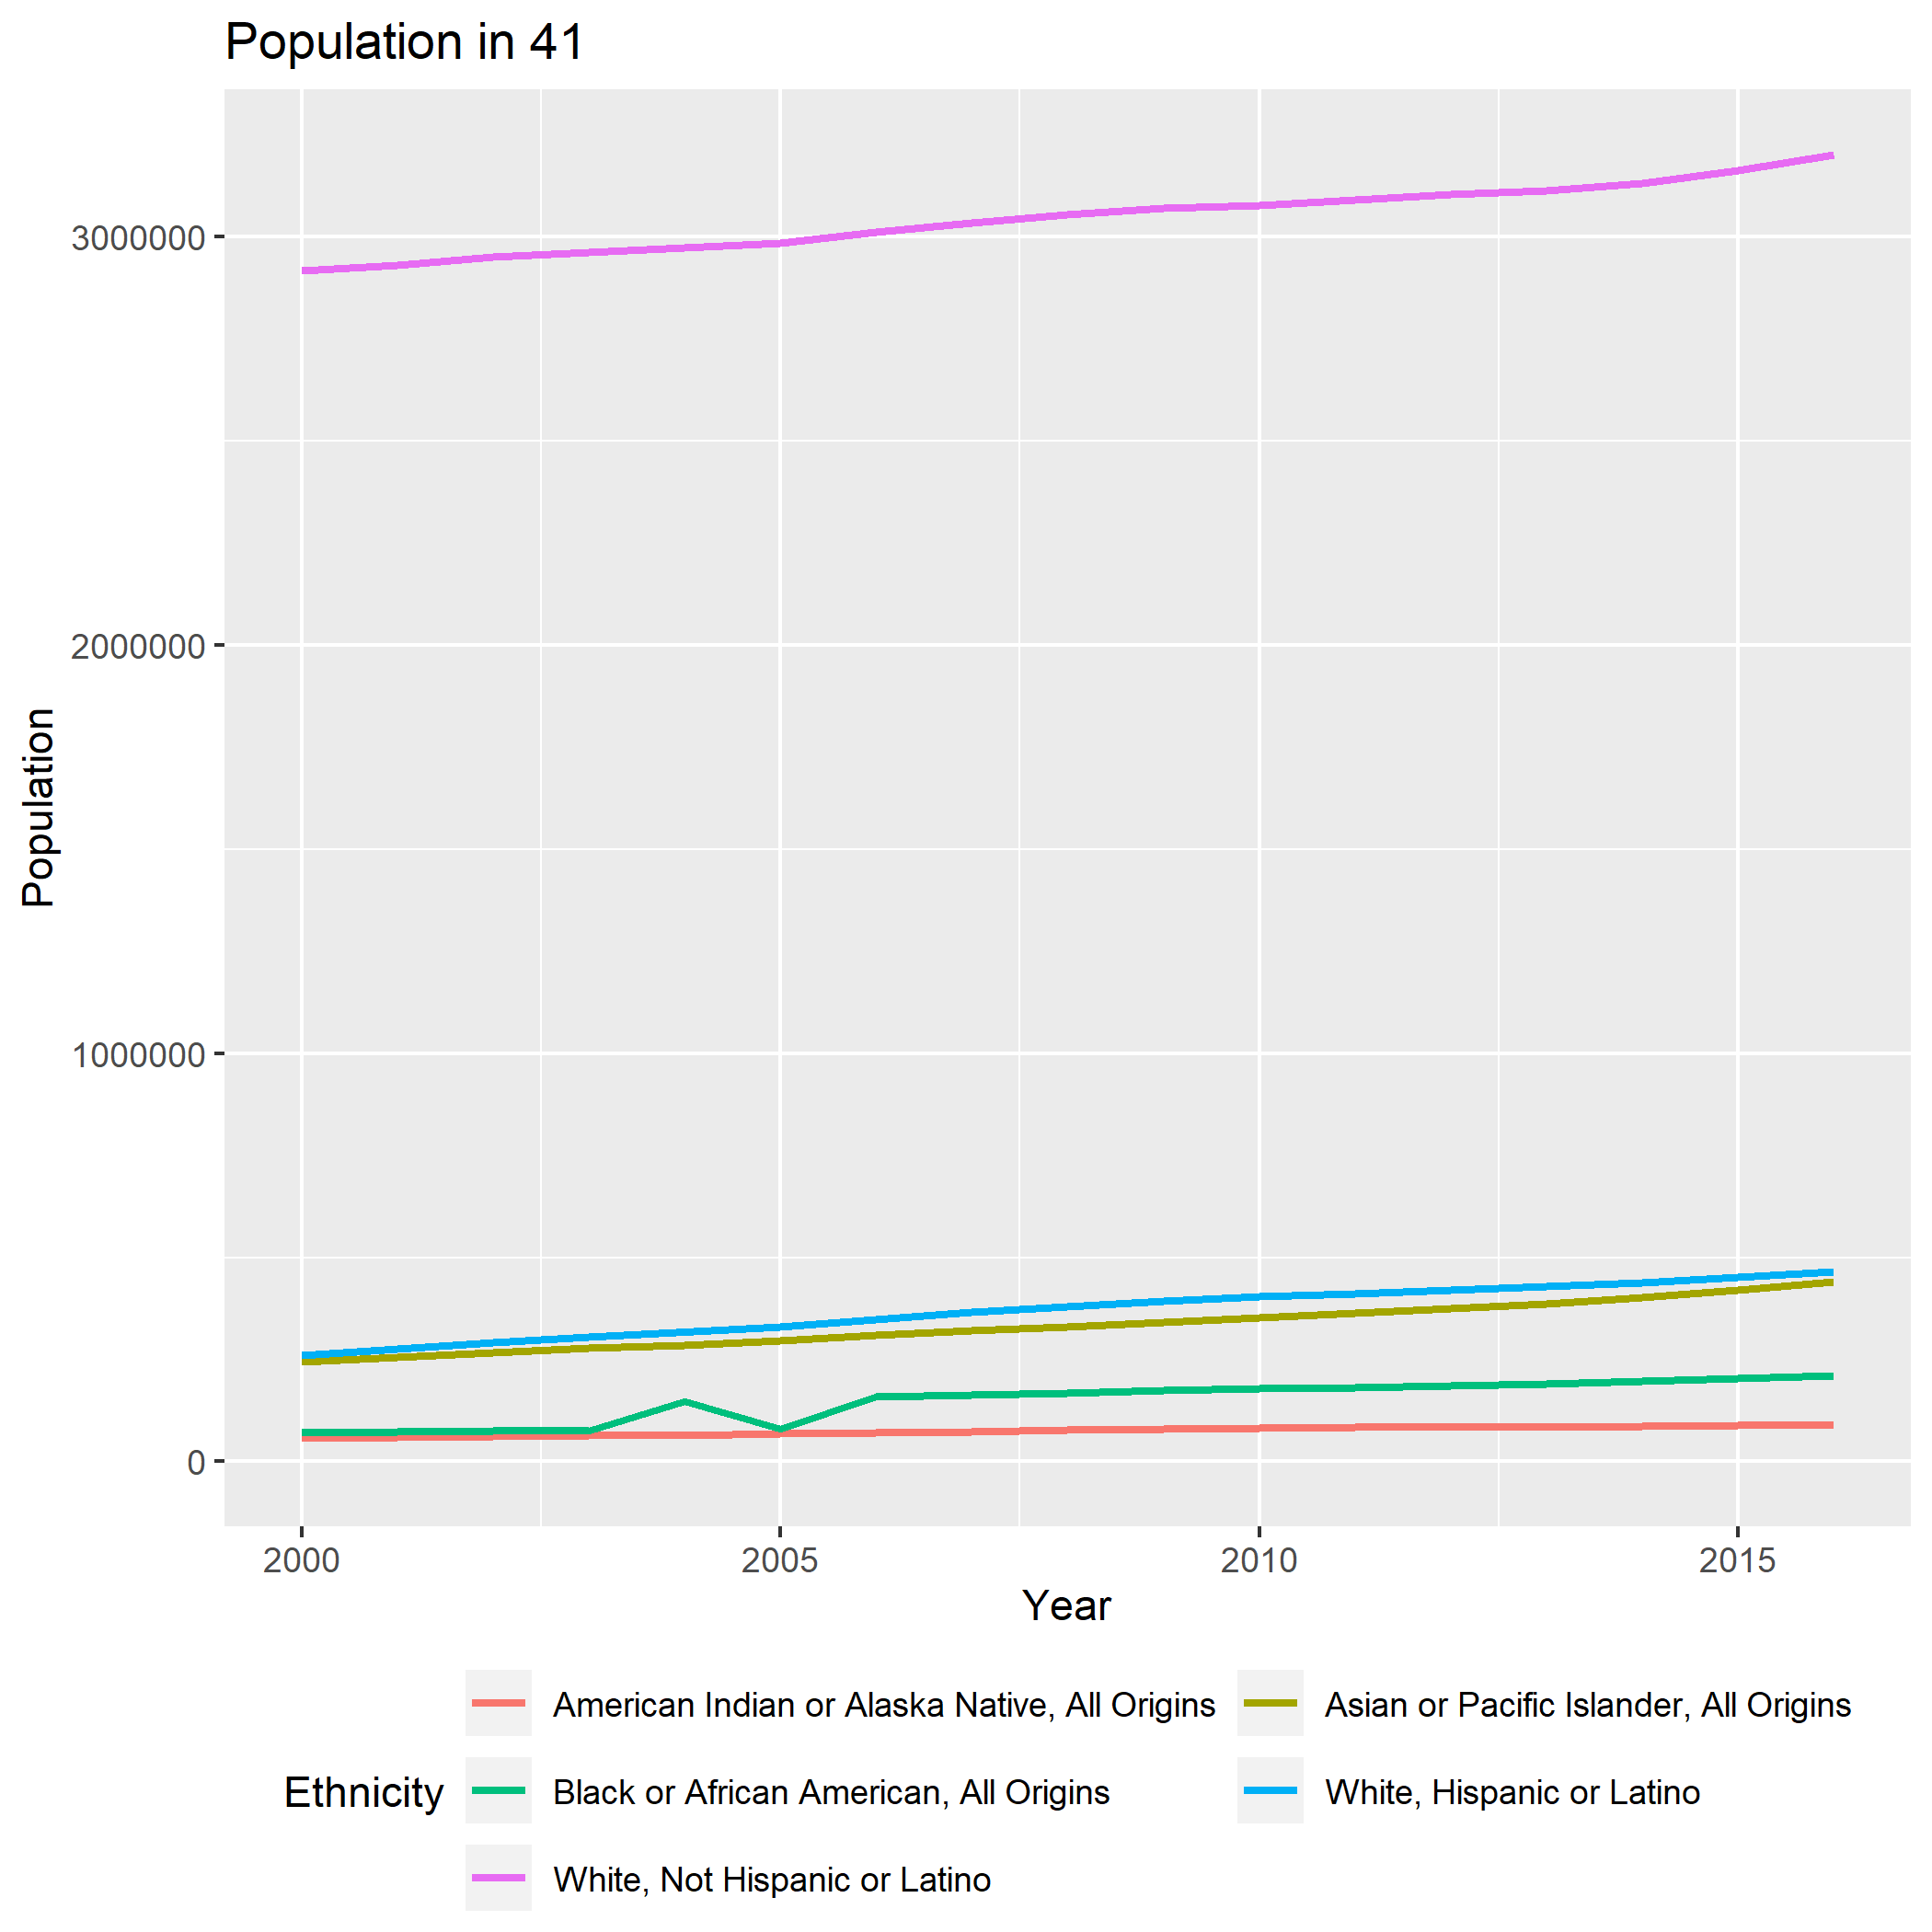 Population in 41
3000000
2000000
1000000
0
Population
2000 2005 2010 2015
Year
Ethnicity
American Indian or Alaska Native, All Origins
Asian or Pacific Islander, All Origins
Black or African American, All Origins
White, Hispanic or Latino
White, Not Hispanic or Latino